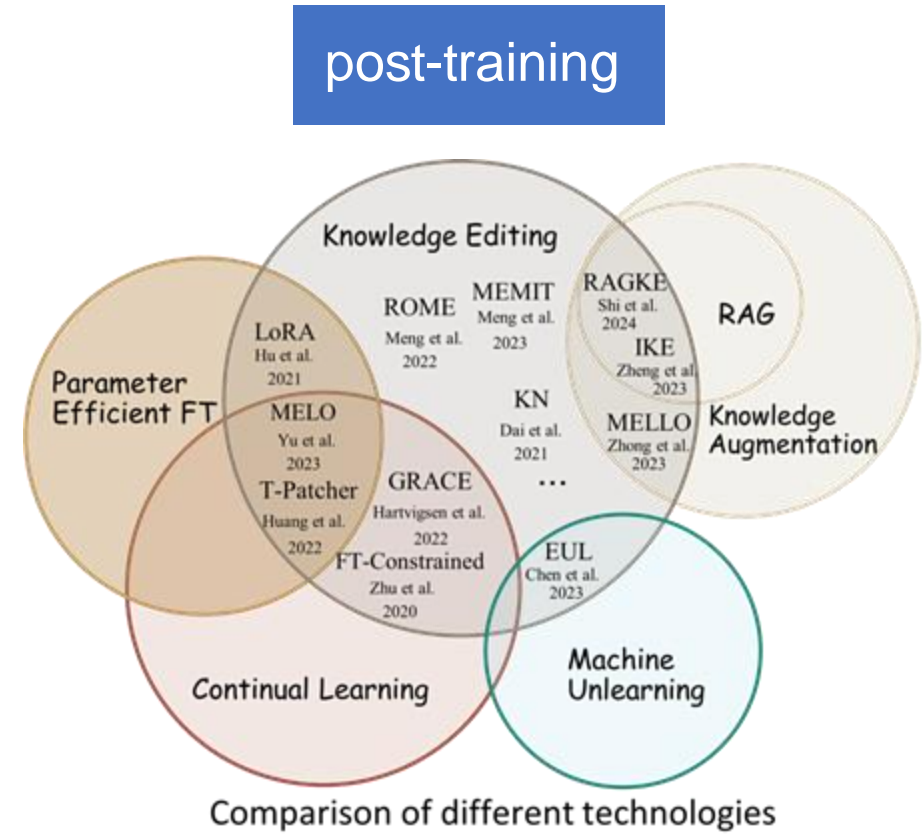 post-training
Knowledge Editing
ROME
Meng et al.
2022
MEMIT
Meng et al.
2023
RAGKE
Shi et al.
2024
RAG
IKE
Zheng et al.
2023
LoRA
Hu et al.
2021
Parameter
Efficient FT
MELO
Yu et al.
2023
T-Patcher
Huang et al.
2022
KN
Dai et al.
2021
...
MELLO
Zhong et al.
2023
Knowledge
Augmentation
GRACE
Hartvigsen et al.
2022
FT-Constrained
Zhu et al.
2020
EUL
Chen et al.
2023
Continual Learning
Machine
Unlearning
Comparison of different technologies